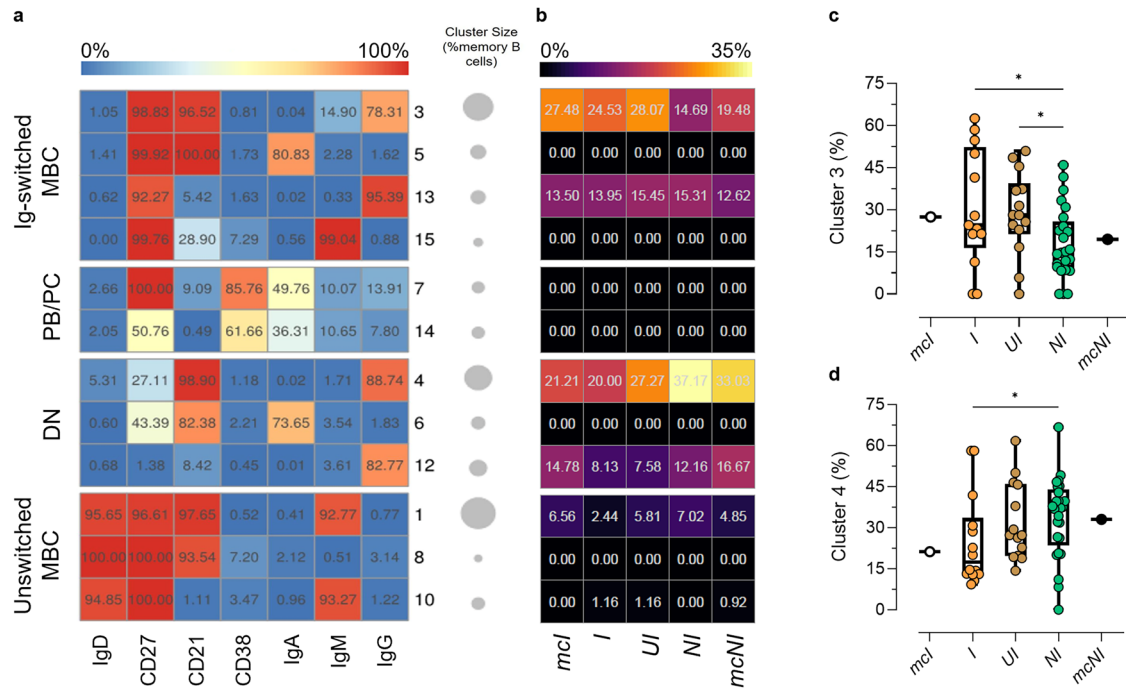 a
0% 100%
Cluster Size
(%memory B
cells)
Ig-switched
MBC
1.05 98.83 96.52 0.81 0.04 14.90 78.31 3
1.41 99.92 100.00 1.73 80.83 2.28 1.62 5
0.62 92.27 5.42 1.63 0.02 0.33 95.39 13
0.00 99.76 28.90 7.29 0.56 99.04 0.88 15
PB/PC
2.66 100.00 9.09 85.76 49.76 10.07 13.91 7
2.05 50.76 0.49 61.66 36.31 10.65 7.80 14
DN
5.31 27.11 98.90 1.18 0.02 1.71 88.74 4
0.60 43.39 82.38 2.21 73.65 3.54 1.83 6
0.68 1.38 8.42 0.45 0.01 3.61 82.77 12
Unswitched
MBC
95.65 96.61 97.65 0.52 0.41 92.77 0.77 1
100.00 100.00 93.54 7.20 2.12 0.51 3.14 8
94.85 100.00 1.11 3.47 0.96 93.27 1.22 10
IgD CD27 CD21 CD38 IgA IgM IgG
b
0% 35%
27.48 24.53 28.07 14.69 19.48
0.00 0.00 0.00 0.00 0.00
13.50 13.95 15.45 15.31 12.62
0.00 0.00 0.00 0.00 0.00
0.00 0.00 0.00 0.00 0.00
0.00 0.00 0.00 0.00 0.00
21.21 20.00 27.27 37.17
0.00 0.00 0.00 0.00 0.00
14.78 8.13 7.58 12.16 16.67
6.56 2.44 5.81 7.02 4.85
0.00 0.00 0.00 0.00 0.00
0.00 1.16 1.16 0.00 0.92
mcI I UI NI mcNI
c
Cluster 3 (%)
75
60
45
30
15
0
*
*
mcI I UI NI mcNI
d
Cluster 4 (%)
75
60
45
30
15
0
*
mcI I UI NI mcNI